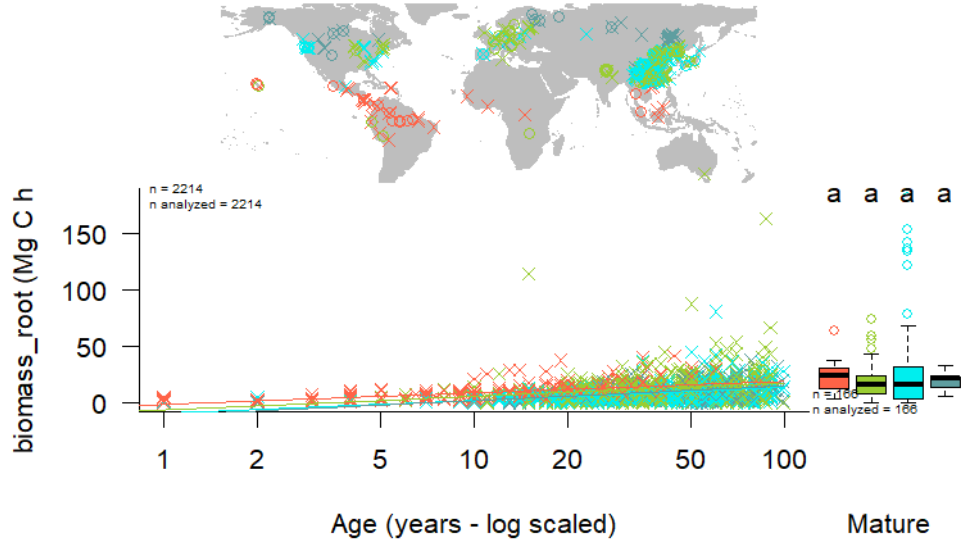 n = 2214
n analyzed = 2214
a a a a
biomass_root (Mg C h
150
100
50
0
n = 166
n analyzed = 166
1 2 5 10 20 50 100
Age (years - log scaled) Mature